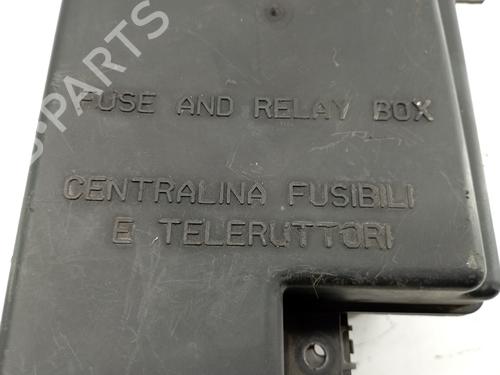 FUSE AND RELAY BOX
CENTRALINA FUSIBILI
E TELERUTTORI
B-PARTS